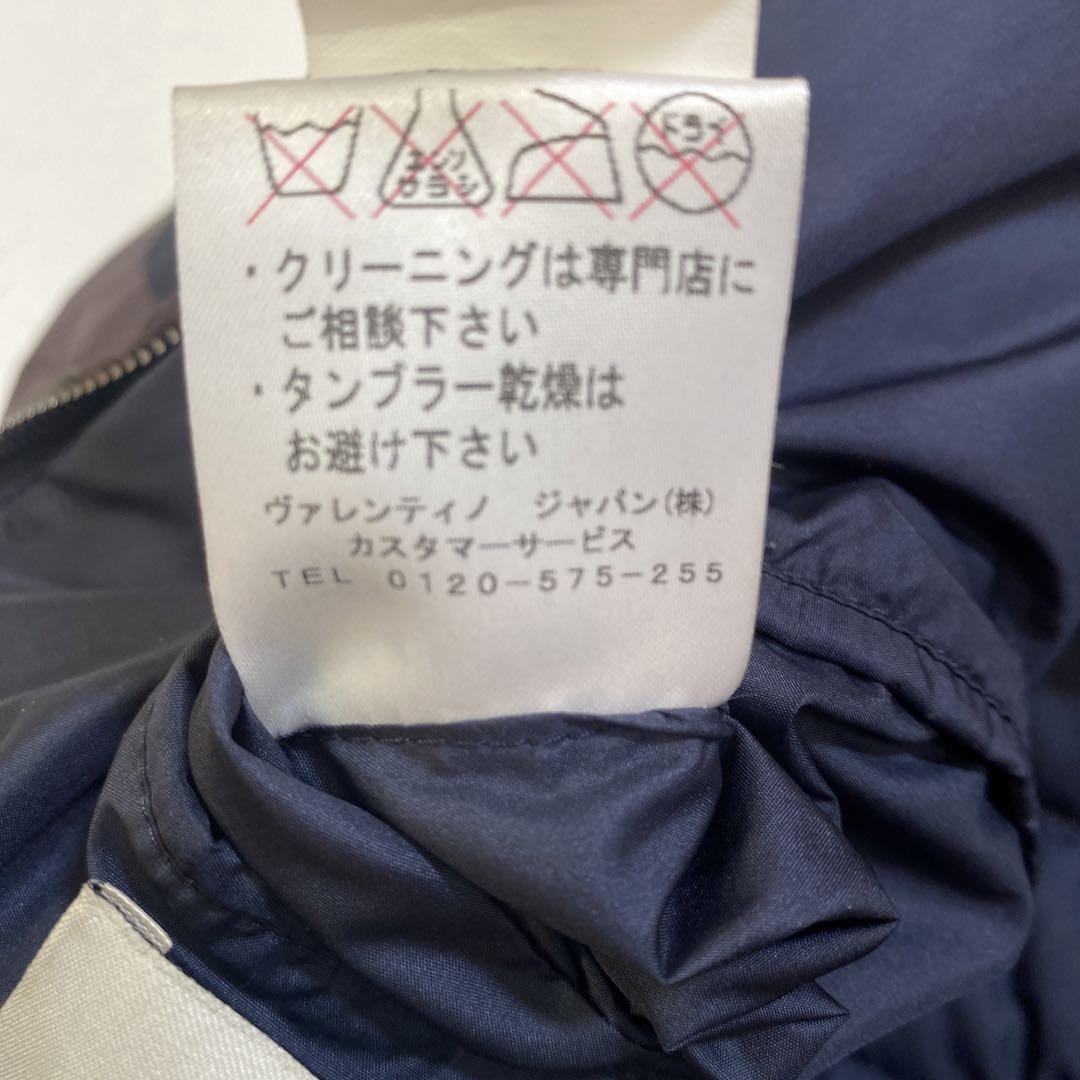 エンソ
サラシ
ドライ
・クリーニングは専門店に
ご相談下さい
・タンブラー乾燥は
お避け下さい
ヴァレンティノ ジャパン(株)
カスタマーサービス
TEL 0120-575-255